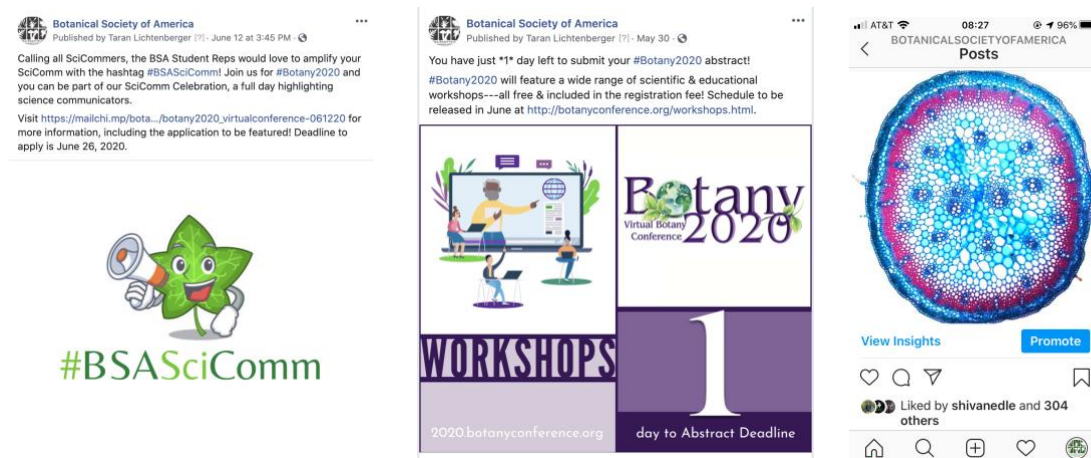 Botanical Society of America
Published by Taran Lichtenberger [?] · June 12 at 3:45 PM ·
Calling all SciCommers, the BSA Student Reps would love to amplify your
SciComm with the hashtag #BSASciComm! Join us for #Botany2020 and
you can be part of our SciComm Celebration, a full day highlighting
science communicators.
Visit https://mailchi.mp/bota.../botany2020_virtualconference-061220 for
more information, including the application to be featured! Deadline to
apply is June 26, 2020.
#BSASciComm
Botanical Society of America
Published by Taran Lichtenberger [?] · May 30 ·
You have just *1* day left to submit your #Botany2020 abstract!
#Botany2020 will feature a wide range of scientific & educational
workshops---all free & included in the registration fee! Schedule to be
released in June at http://botanyconference.org/workshops.html.
Botany
Virtual Botany
Conference 2020
WORKSHOPS
2020.botanyconference.org
1
day to Abstract Deadline
AT&T 08:27 96%
BOTANICALSOCIETYOFAMERICA
Posts
View Insights Promote
Liked by shivanedle and 304
others